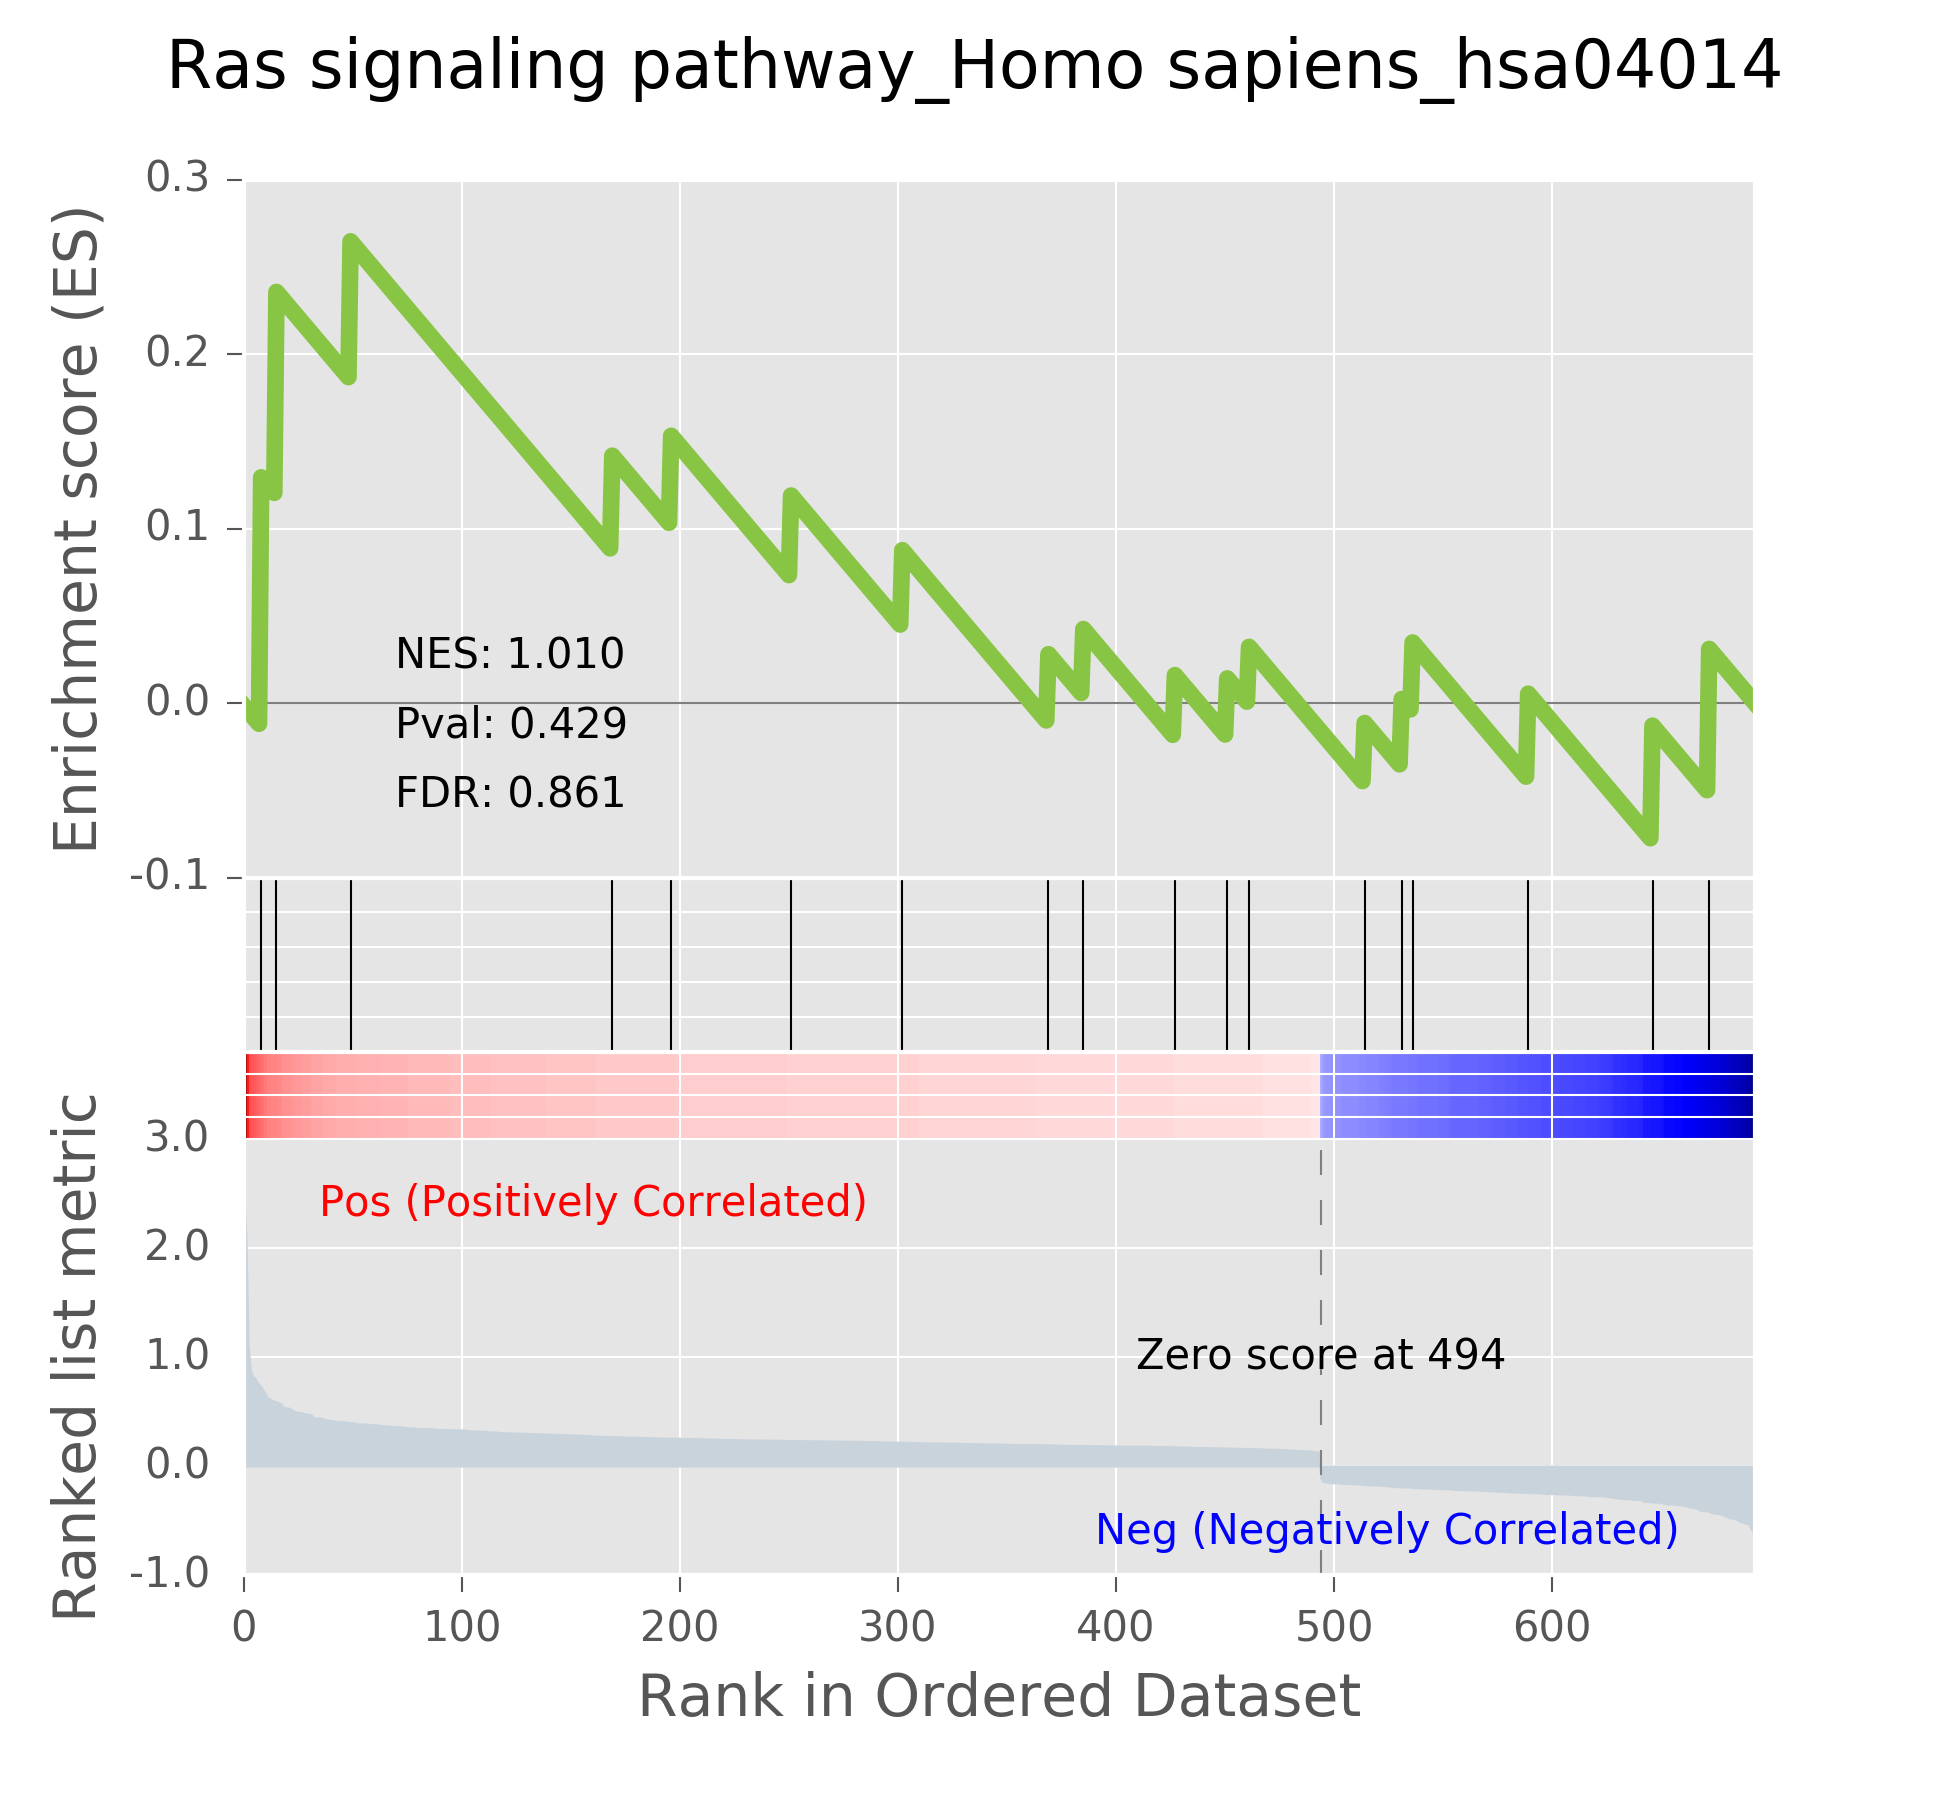 Ras signaling pathway_Homo sapiens_hsa04014
Enrichment score (ES)
0.3
0.2
0.1
0.0
-0.1
NES: 1.010
Pval: 0.429
FDR: 0.861
Ranked list metric
3.0
2.0
1.0
0.0
-1.0
Pos (Positively Correlated)
Zero score at 494
Neg (Negatively Correlated)
0 100 200 300 400 500 600
Rank in Ordered Dataset